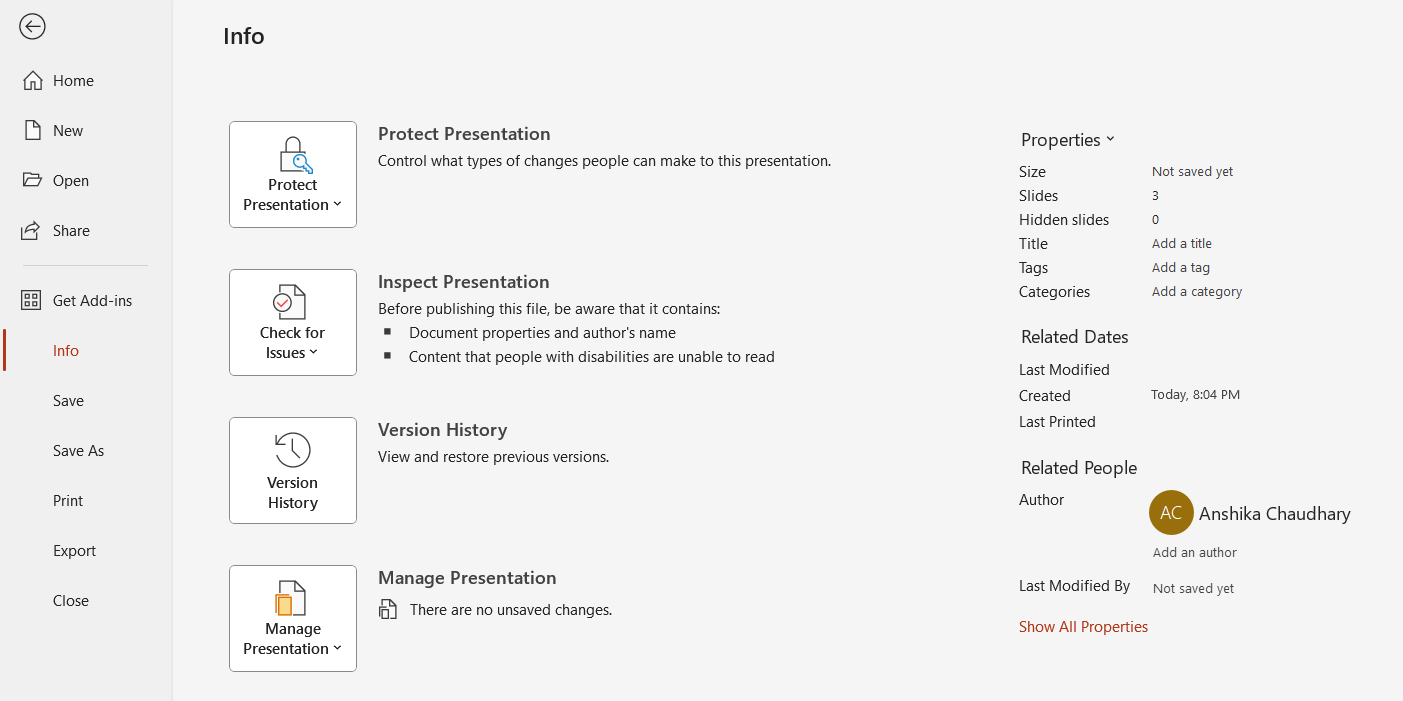 Info
Home
New
Open
Share
Get Add-ins
Info
Save
Save As
Print
Export
Close
Protect
Presentation
Protect Presentation
Control what types of changes people can make to this presentation.
Check for
Issues
Inspect Presentation
Before publishing this file, be aware that it contains:
Document properties and author's name
Content that people with disabilities are unable to read
Version
History
Version History
View and restore previous versions.
Manage
Presentation
Manage Presentation
There are no unsaved changes.
Properties
Size Not saved yet
Slides 3
Hidden slides 0
Title Add a title
Tags Add a tag
Categories Add a category
Related Dates
Last Modified
Created Today, 8:04 PM
Last Printed
Related People
Author AC Anshika Chaudhary
Add an author
Last Modified By Not saved yet
Show All Properties